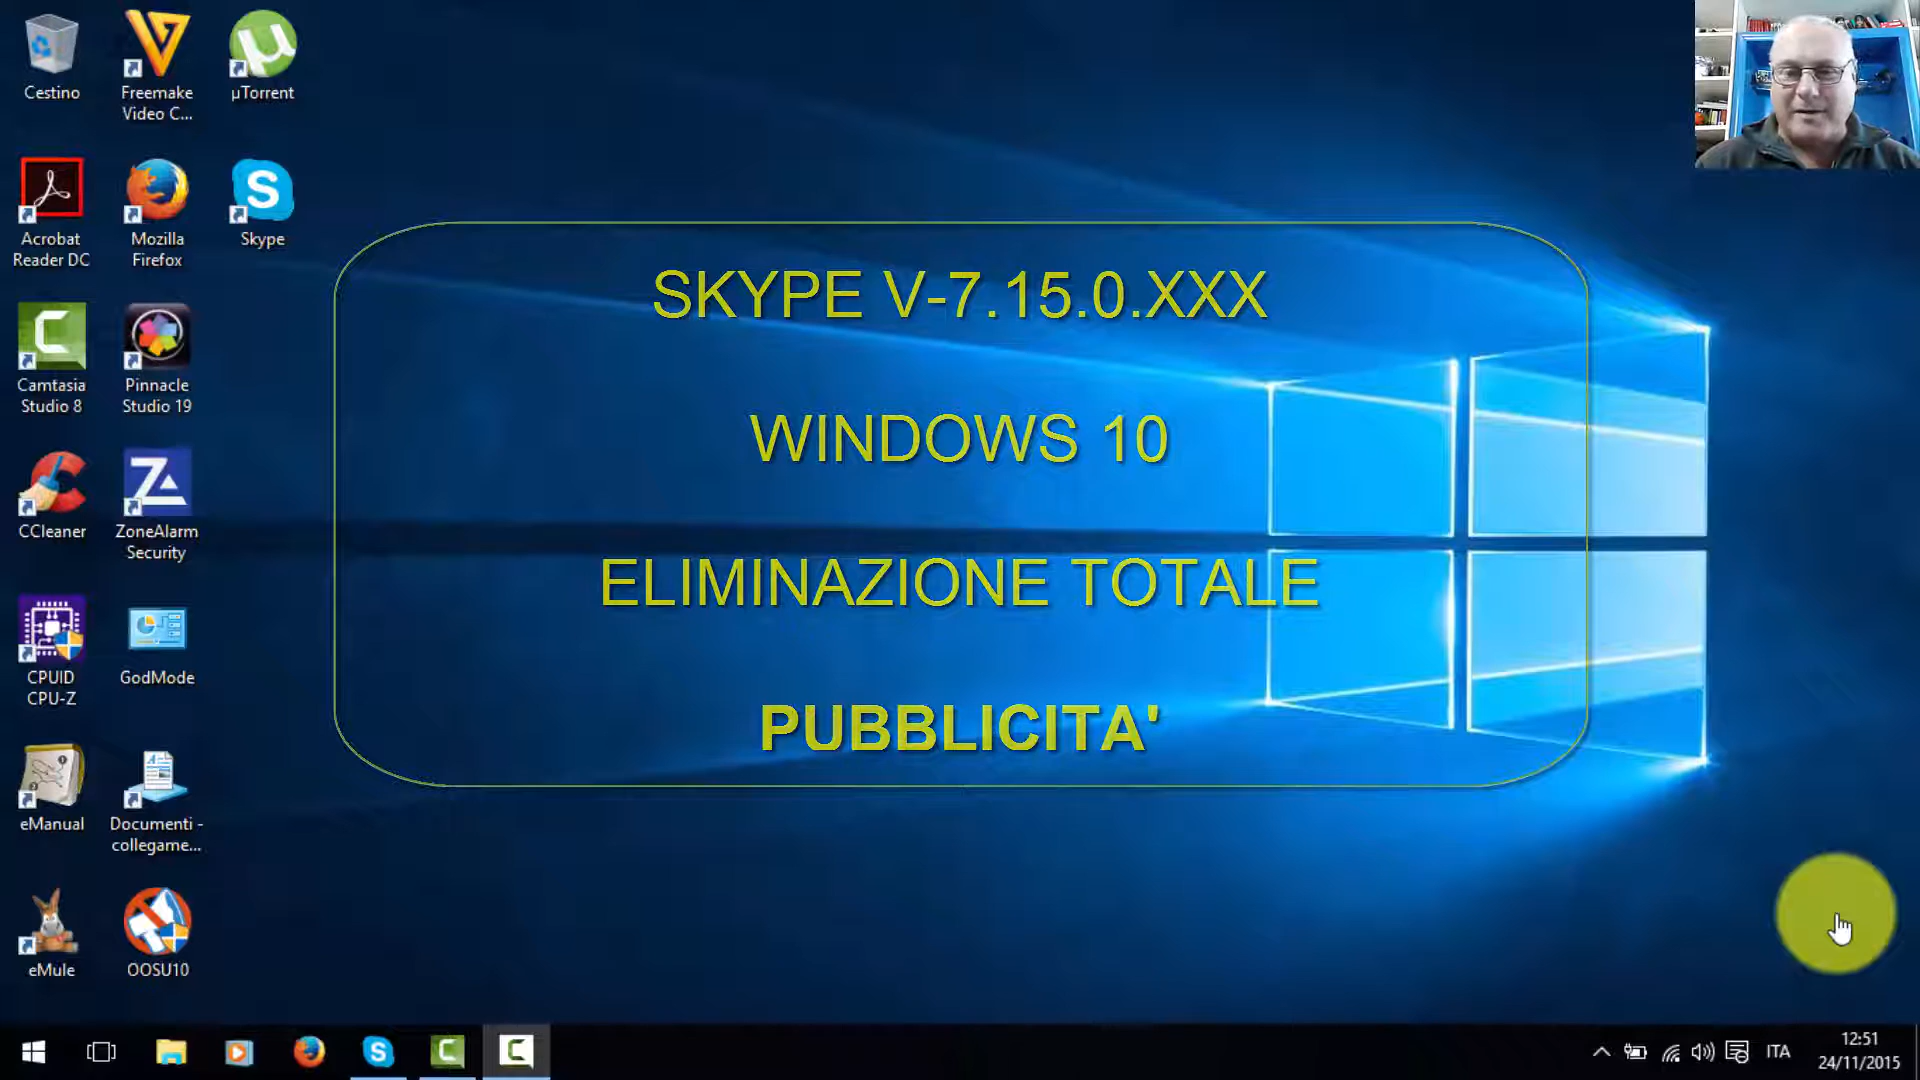 Cestino
Freemake
Video C...
µTorrent
Acrobat
Reader DC
Mozilla
Firefox
Skype
Camtasia
Studio 8
Pinnacle
Studio 19
CCleaner
ZoneAlarm
Security
CPUID
CPU-Z
GodMode
eManual
Documenti -
collegame...
eMule
OOSU10
SKYPE V-7.15.0.XXX
WINDOWS 10
ELIMINAZIONE TOTALE
PUBBLICITA'
ITA
12:51
24/11/2015